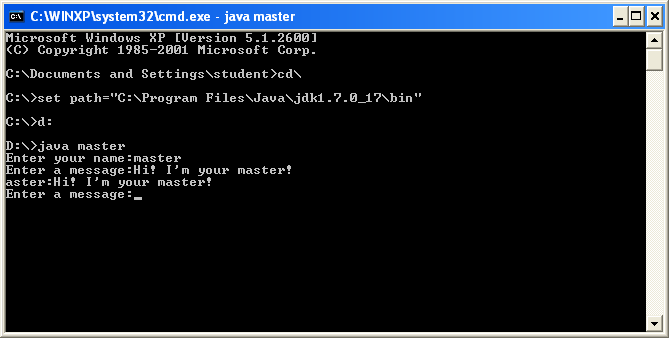 C:\WINXP\system32\cmd.exe - java master
Microsoft Windows XP [Version 5.1.2600]
(C) Copyright 1985-2001 Microsoft Corp.
C:\Documents and Settings\student>cd\
C:\>set path="C:\Program Files\Java\jdk1.7.0_17\bin"
C:\>d:
D:\>java master
Enter your name:master
Enter a message:Hi! I'm your master!
aster:Hi! I'm your master!
Enter a message:_